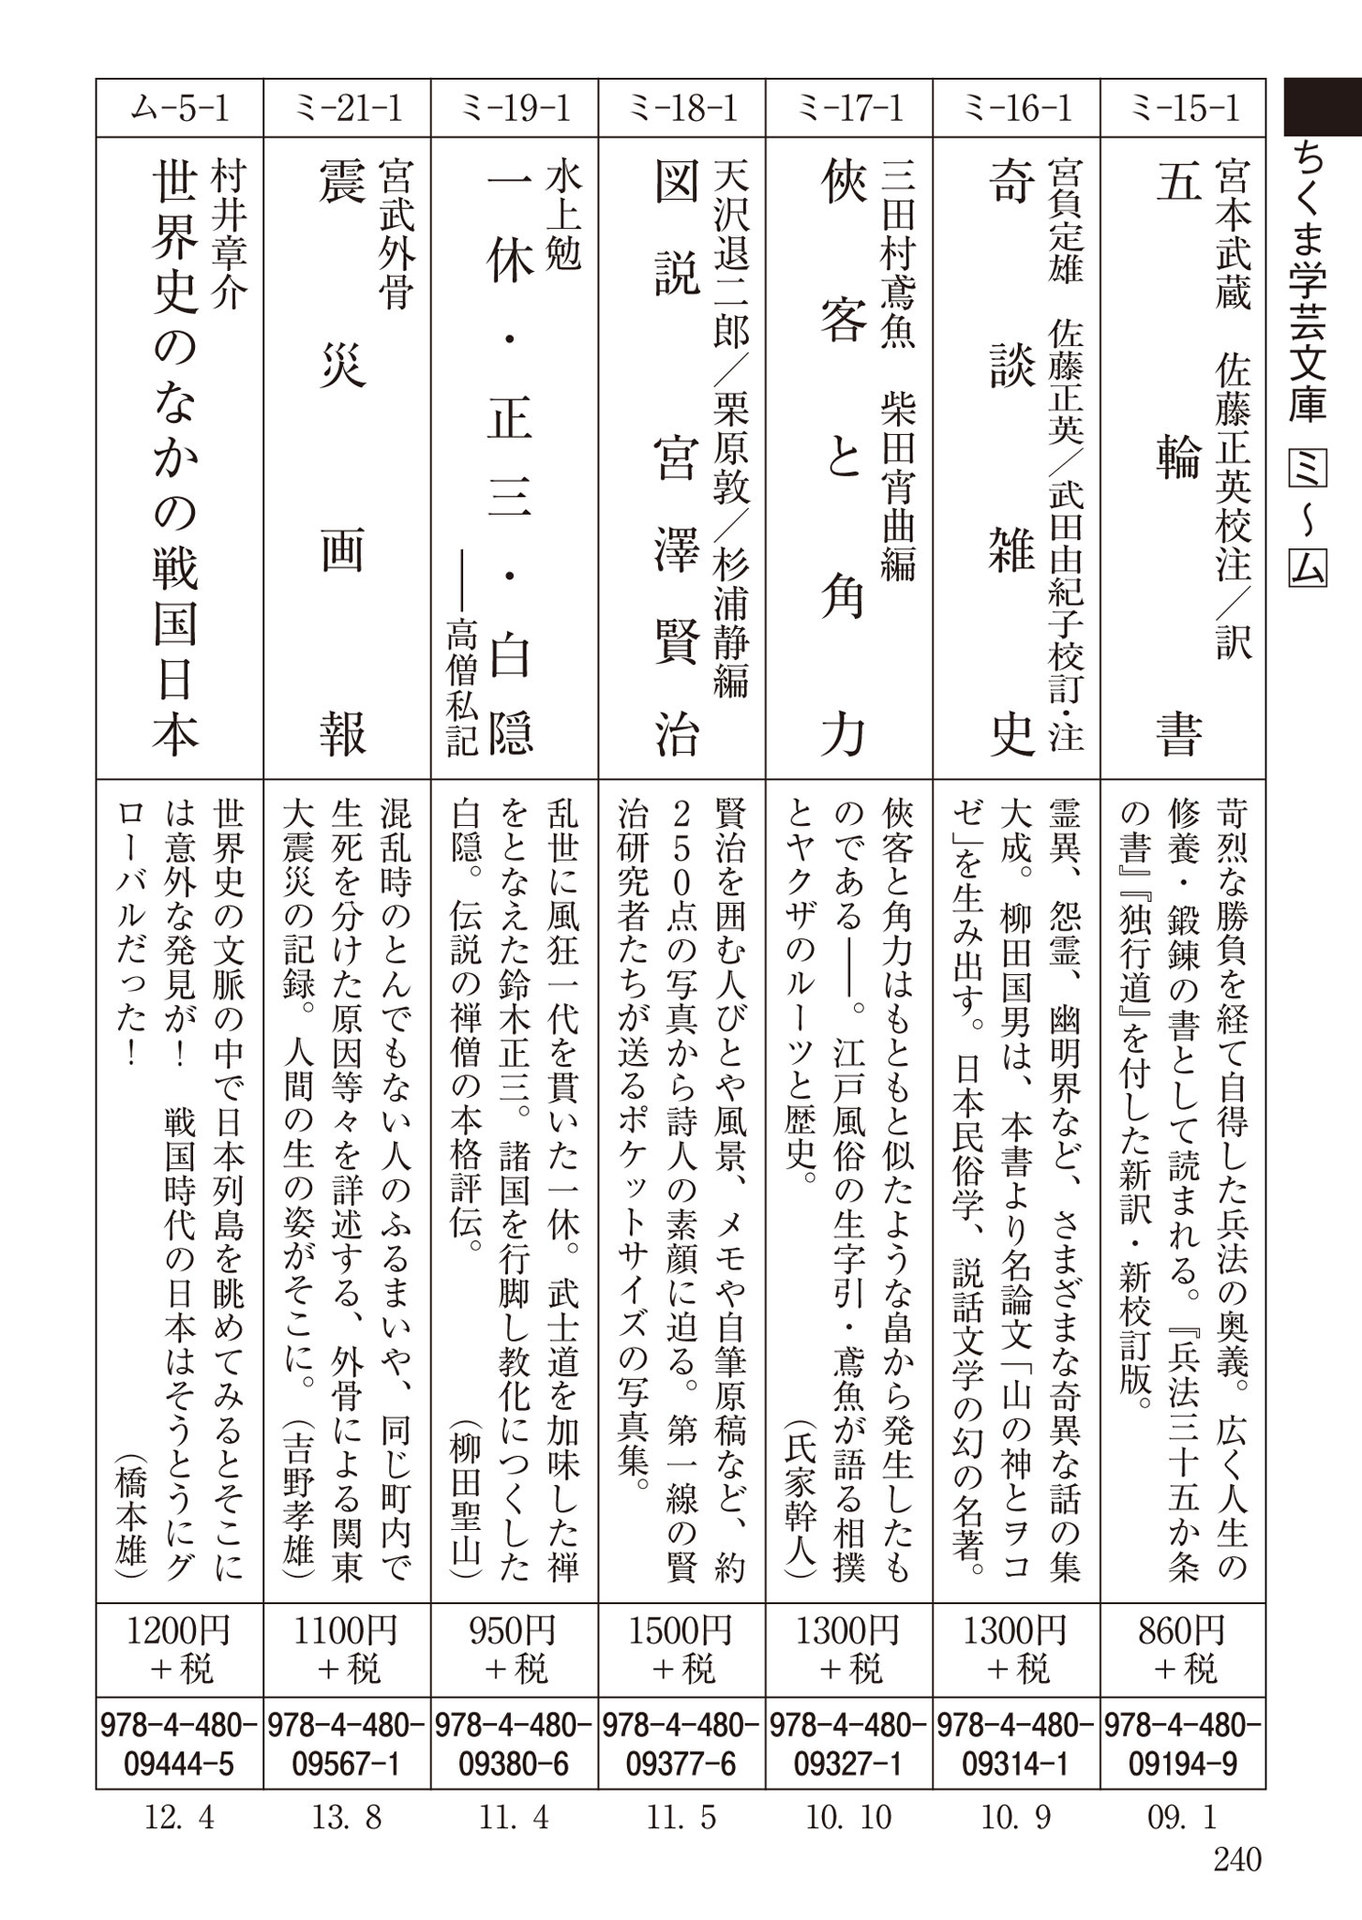 ちくま学芸文庫 ミ〜ム
ミ-15-1
宮本武蔵　佐藤正英校注／訳
五輪書
苛烈な勝負を経て自得した兵法の奥義。広く人生の
修養・鍛錬の書として読まれる。『兵法三十五か条
の書』『独行道』を付した新訳・新校訂版。
860円
＋税
978-4-480-
09194-9
09. 1
ミ-16-1
宮負定雄　佐藤正英／武田由紀子校訂・注
奇談雑史
霊異、怨霊、幽明界など、さまざまな奇異な話の集
大成。柳田国男は、本書より名論文「山の神とヲコ
ゼ」を生み出す。日本民俗学、説話文学の幻の名著。
1300円
＋税
978-4-480-
09314-1
10. 9
ミ-17-1
三田村鳶魚　柴田宵曲編
俠客と角力
俠客と角力はもともと似たような畠から発生したも
のである――。江戸風俗の生字引・鳶魚が語る相撲
とヤクザのルーツと歴史。（氏家幹人）
1300円
＋税
978-4-480-
09327-1
10. 10
ミ-18-1
天沢退二郎／栗原敦／杉浦静編
図説　宮澤賢治
賢治を囲む人びとや風景、メモや自筆原稿など、約
250点の写真から詩人の素顔に迫る。第一線の賢
治研究者たちが送るポケットサイズの写真集。
1500円
＋税
978-4-480-
09377-6
11. 5
ミ-19-1
水上勉
一休・正三・白隠
――高僧私記
乱世に風狂一代を貫いた一休。武士道を加味した禅
をとなえた鈴木正三。諸国を行脚し教化につくした
白隠。伝説の禅僧の本格評伝。（柳田聖山）
950円
＋税
978-4-480-
09380-6
11. 4
ミ-21-1
宮武外骨
震災画報
混乱時のとんでもない人のふるまいや、同じ町内で
生死を分けた原因等々を詳述する、外骨による関東
大震災の記録。人間の生の姿がそこに。（吉野孝雄）
1100円
＋税
978-4-480-
09567-1
13. 8
ム-5-1
村井章介
世界史のなかの戦国日本
世界史の文脈の中で日本列島を眺めてみるとそこに
は意外な発見が！　戦国時代の日本はそうとうにグ
ローバルだった！（橋本雄）
1200円
＋税
978-4-480-
09444-5
12. 4
240